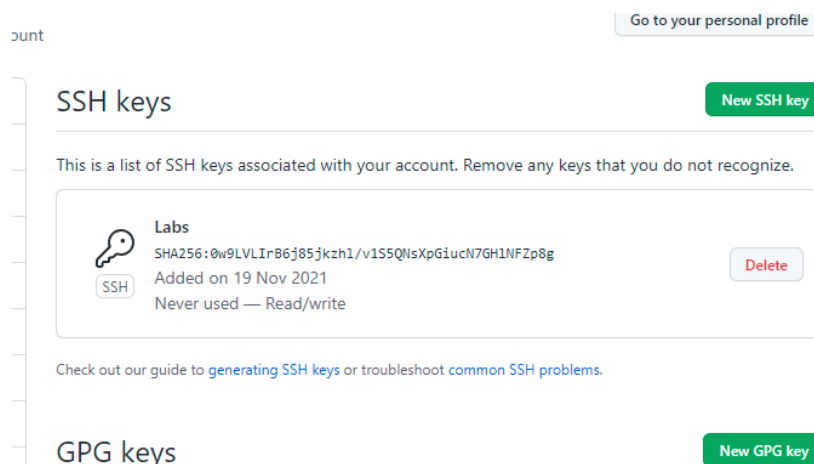 Go to your personal profile
ount
SSH keys
New SSH key
This is a list of SSH keys associated with your account. Remove any keys that you do not recognize.
Labs
SHA256:0w9LVLIrB6j85jkzhl/v1S5QNsXpGiucN7GHlNFZp8g
SSH
Added on 19 Nov 2021
Never used — Read/write
Delete
Check out our guide to generating SSH keys or troubleshoot common SSH problems.
GPG keys
New GPG key